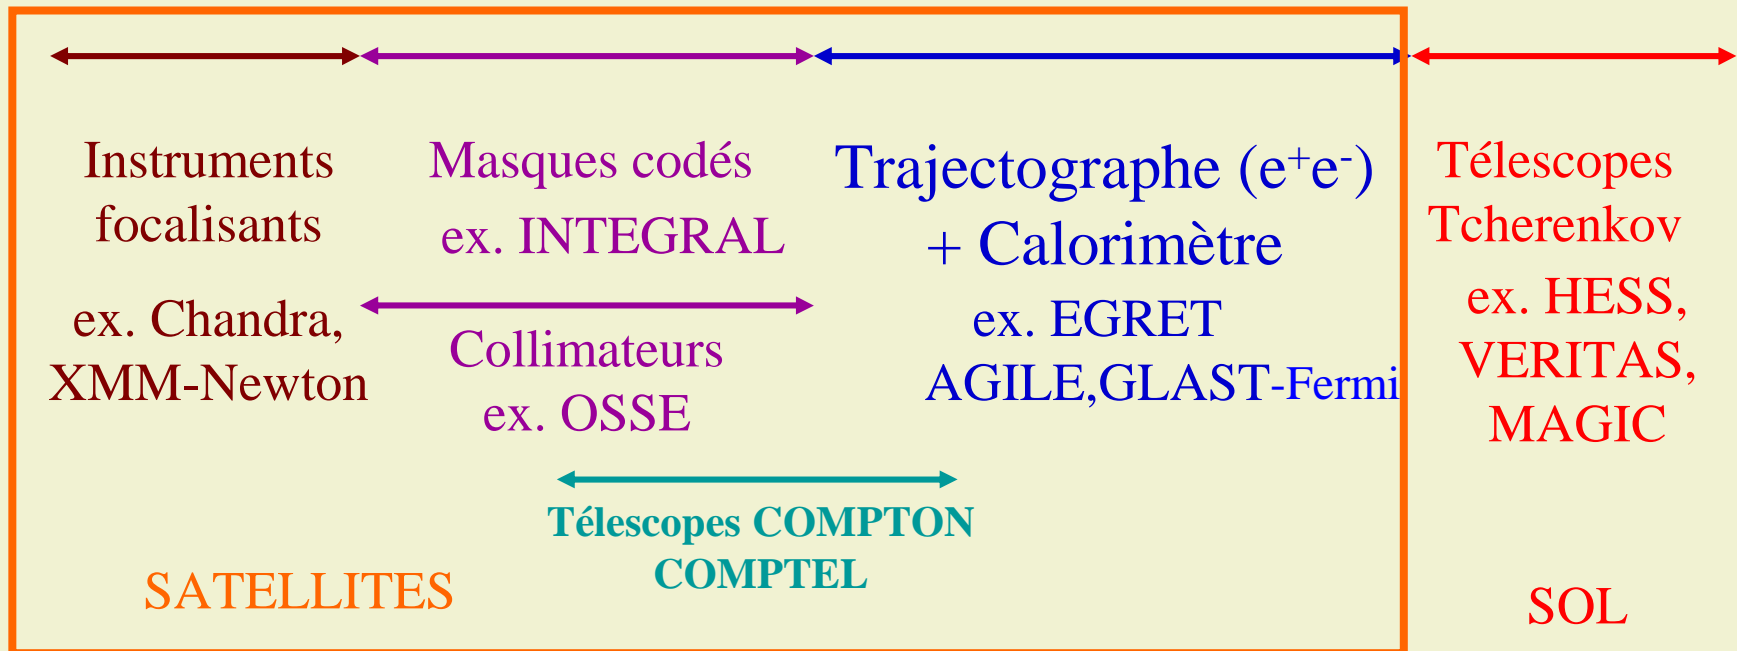 Instruments
focalisants
ex. Chandra,
XMM-Newton
Masques codés
ex. INTEGRAL
Collimateurs
ex. OSSE
Trajectographe (e⁺e⁻)
+ Calorimètre
ex. EGRET
AGILE,GLAST-Fermi
Télescopes COMPTON
COMPTEL
SATELLITES
Télescopes
Tcherenkov
ex. HESS,
VERITAS,
MAGIC
SOL